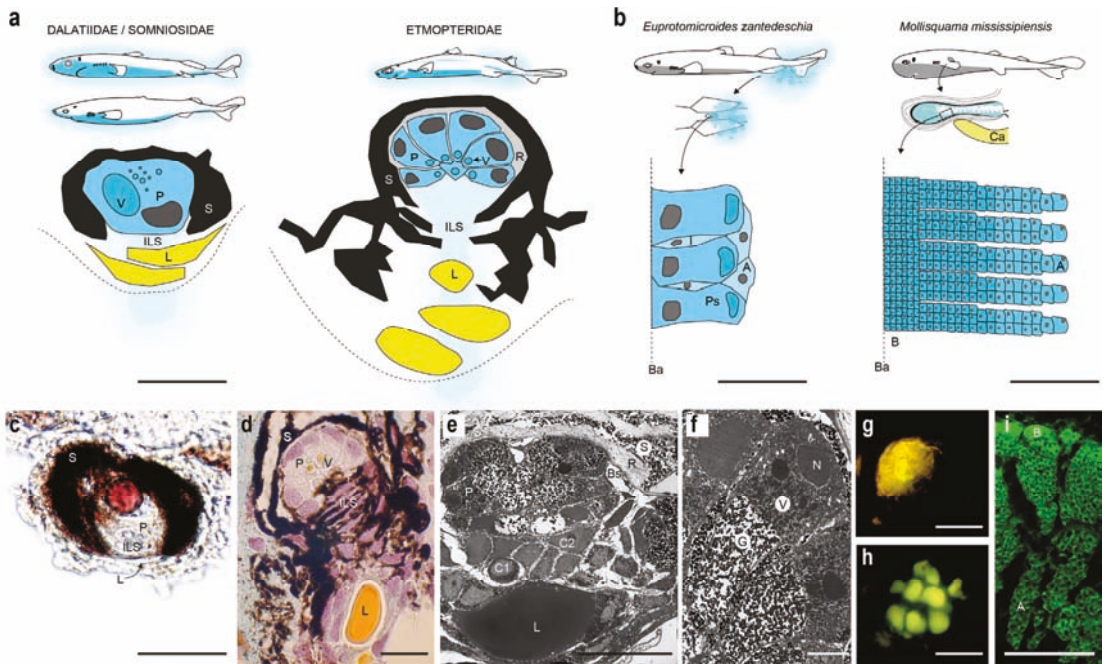 a
DALATIIDAE / SOMNIOSIDAE
ETMOPTERIDAE
P
V
S
ILS
L
P
V
R
S
ILS
L
b
Euprotomicroides zantedeschia
Mollisquama mississipiensis
Ca
A
Ps
Ba
A
B
Ba
c
S
P
ILS
L
d
S
P
V
ILS
L
e
S
R
Bs
P
C2
C1
L
f
N
V
G
g
h
i
B
A